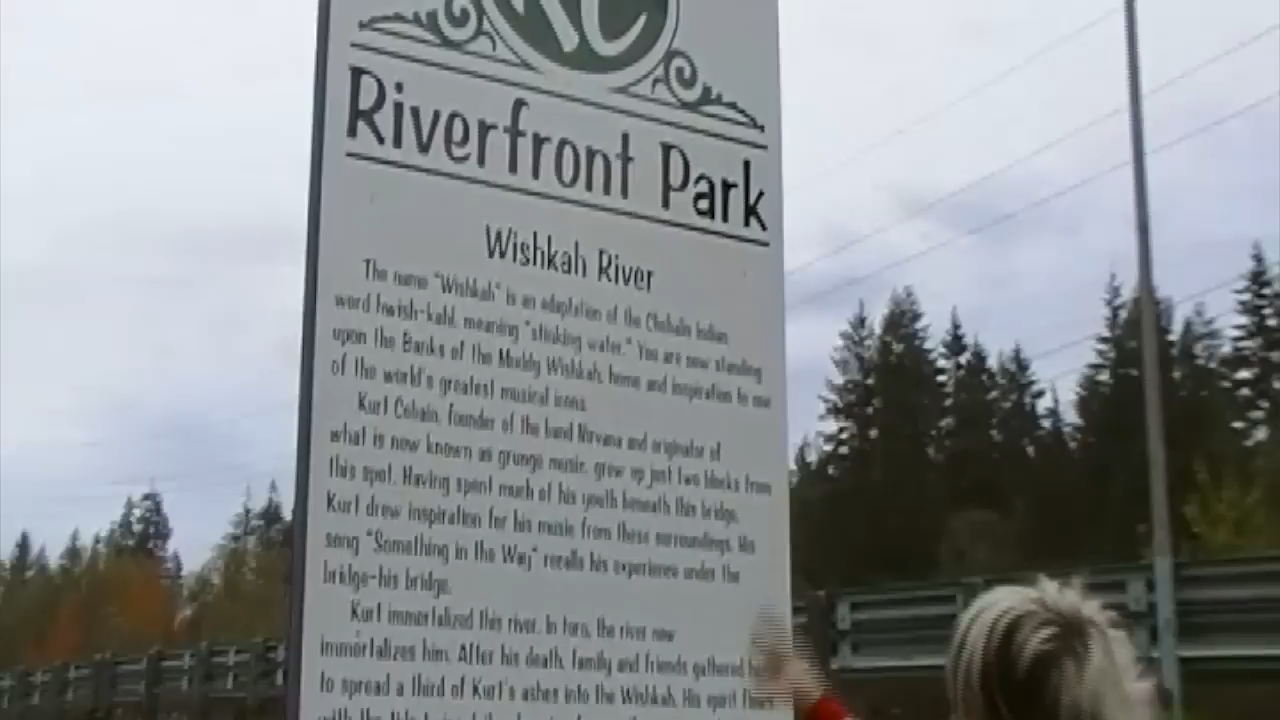 KC
Riverfront Park
Wishkah River
The name "Wishkah" is an adaptation of the Chehalis Indian
word hwish-kahl, meaning "stinking water." You are now standing
upon the Banks of the Muddy Wishkah, home and inspiration to one
of the world's greatest musical icons.
Kurt Cobain, founder of the band Nirvana and originator of
what is now known as grunge music, grew up just two blocks from
this spot. Having spent much of his youth beneath this bridge,
Kurt drew inspiration for his music from these surroundings. His
song "Something in the Way" recalls his experience under the
bridge-his bridge.
Kurt immortalized this river. In turn, the river now
immortalizes him. After his death, family and friends gathered
to spread a third of Kurt's ashes into the Wishkah. His spirit
with the